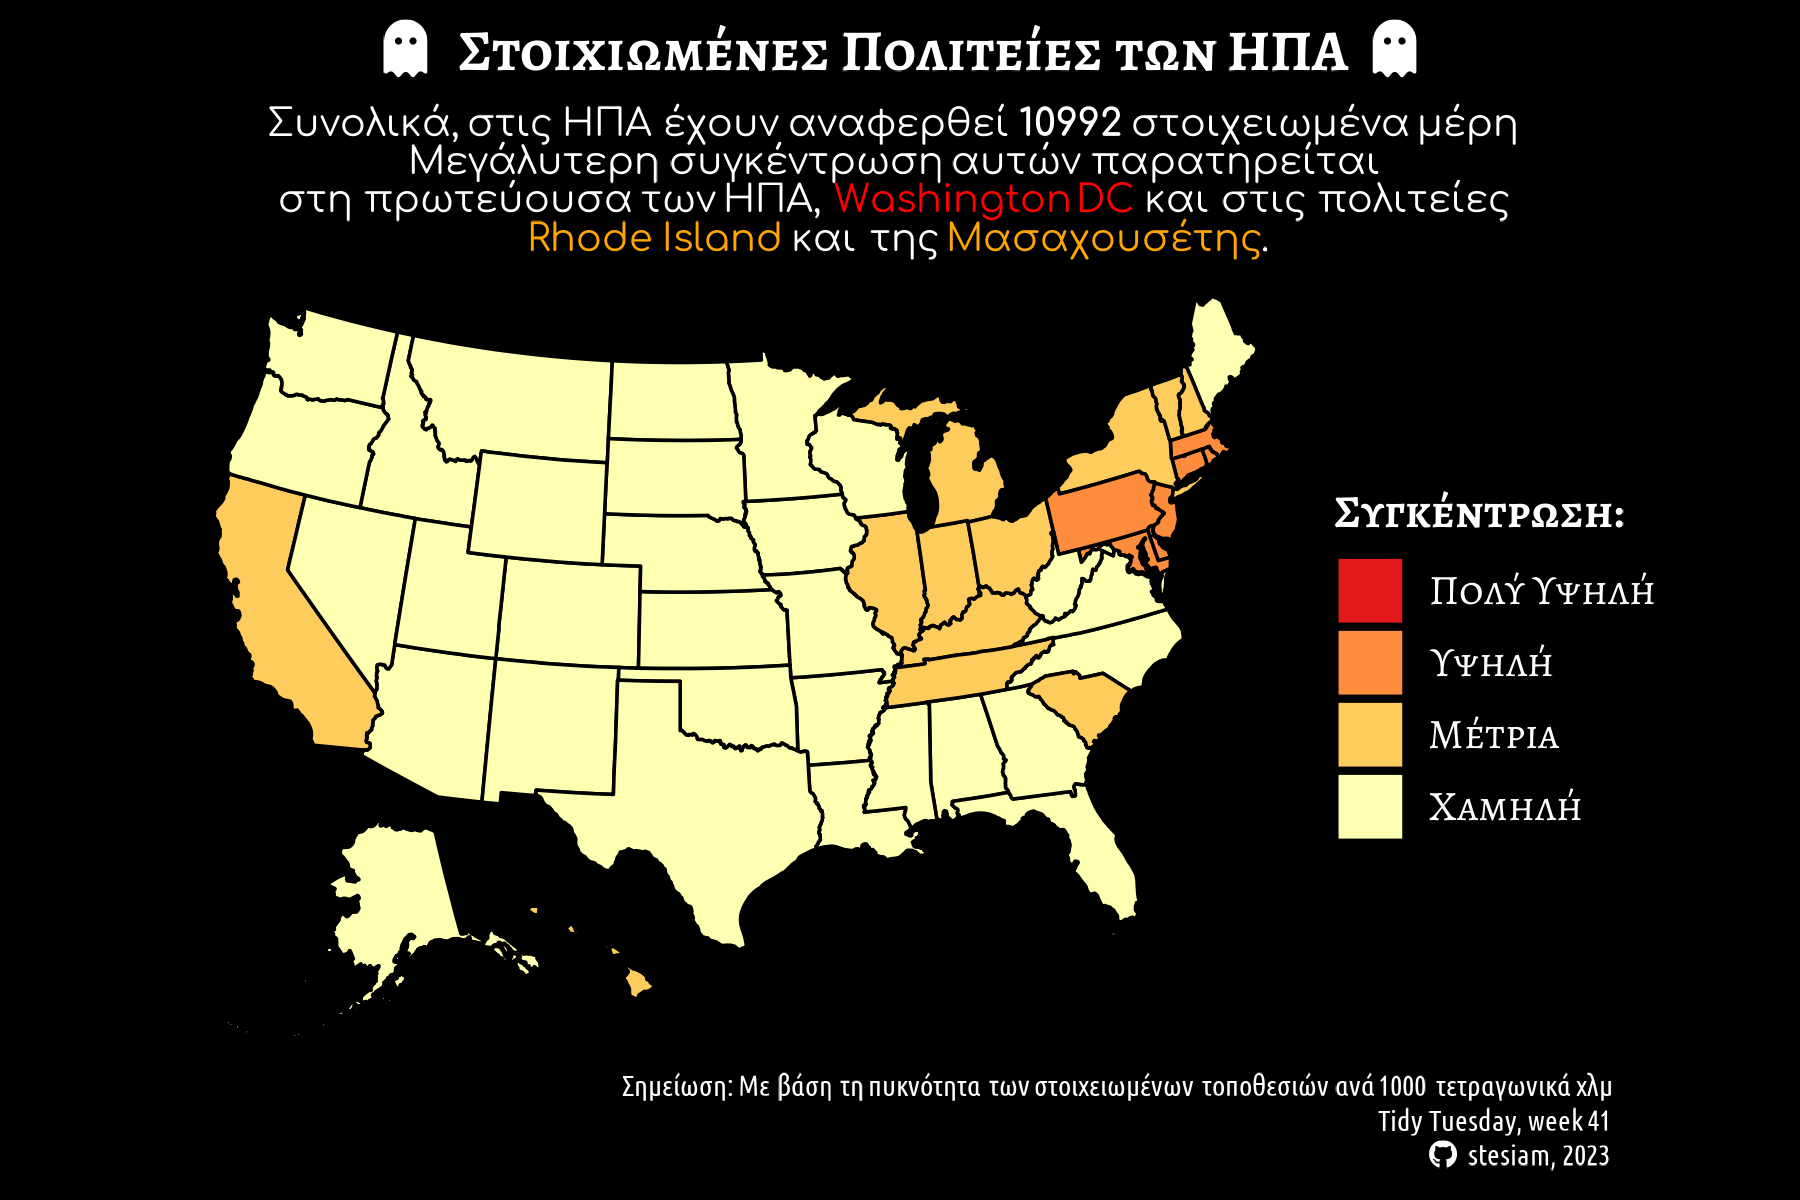 Στοιχιωμένες Πολιτείες των ΗΠΑ
Συνολικά, στις ΗΠΑ έχουν αναφερθεί 10992 στοιχειωμένα μέρη
Μεγάλυτερη συγκέντρωση αυτών παρατηρείται
στη πρωτεύουσα των ΗΠΑ, Washington DC και στις πολιτείες
Rhode Island και της Μασαχουσέτης.
Συγκέντρωση:
Πολύ Υψηλή
Υψηλή
Μέτρια
Χαμηλή
Σημείωση: Με βάση τη πυκνότητα των στοιχειωμένων τοποθεσιών ανά 1000 τετραγωνικά χλμ
Tidy Tuesday, week 41
stesiam, 2023